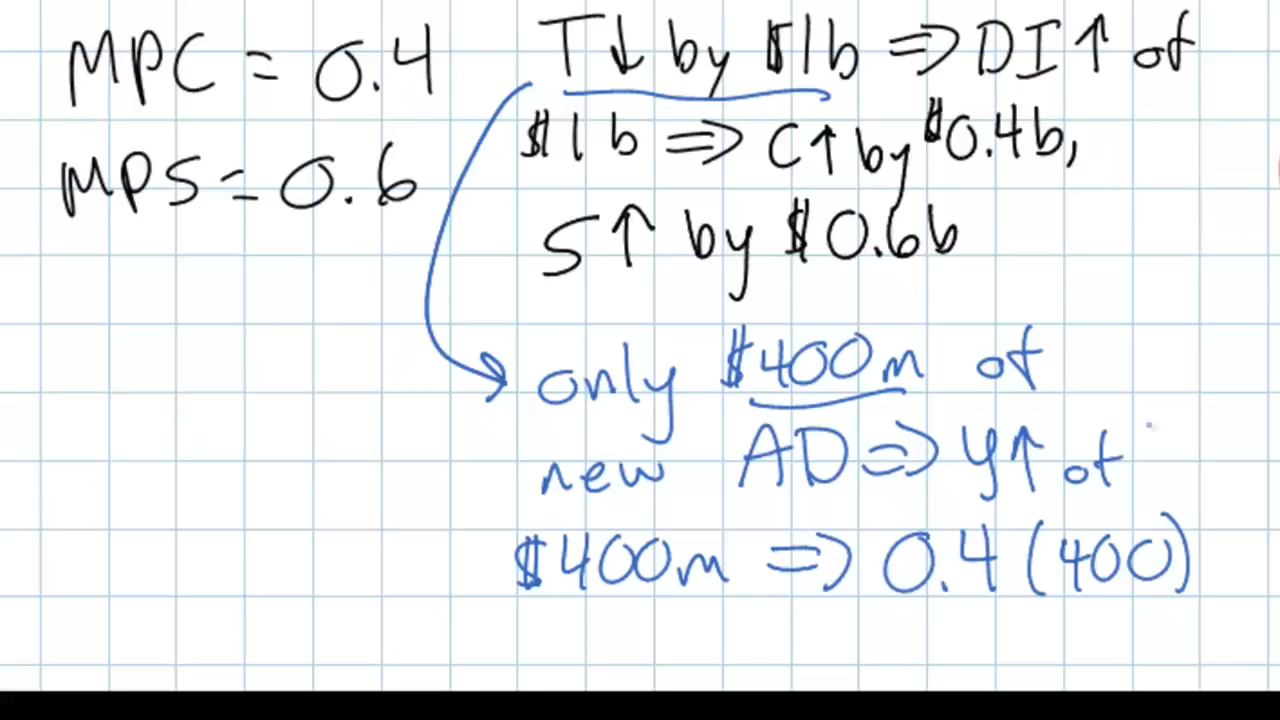 MPC = 0.4
MPS = 0.6
T↓ by $1b => DI↑ of
$1b => C↑ by $0.4b,
S↑ by $0.6b
only $400m of
new AD => Y↑ of
$400m => 0.4(400)